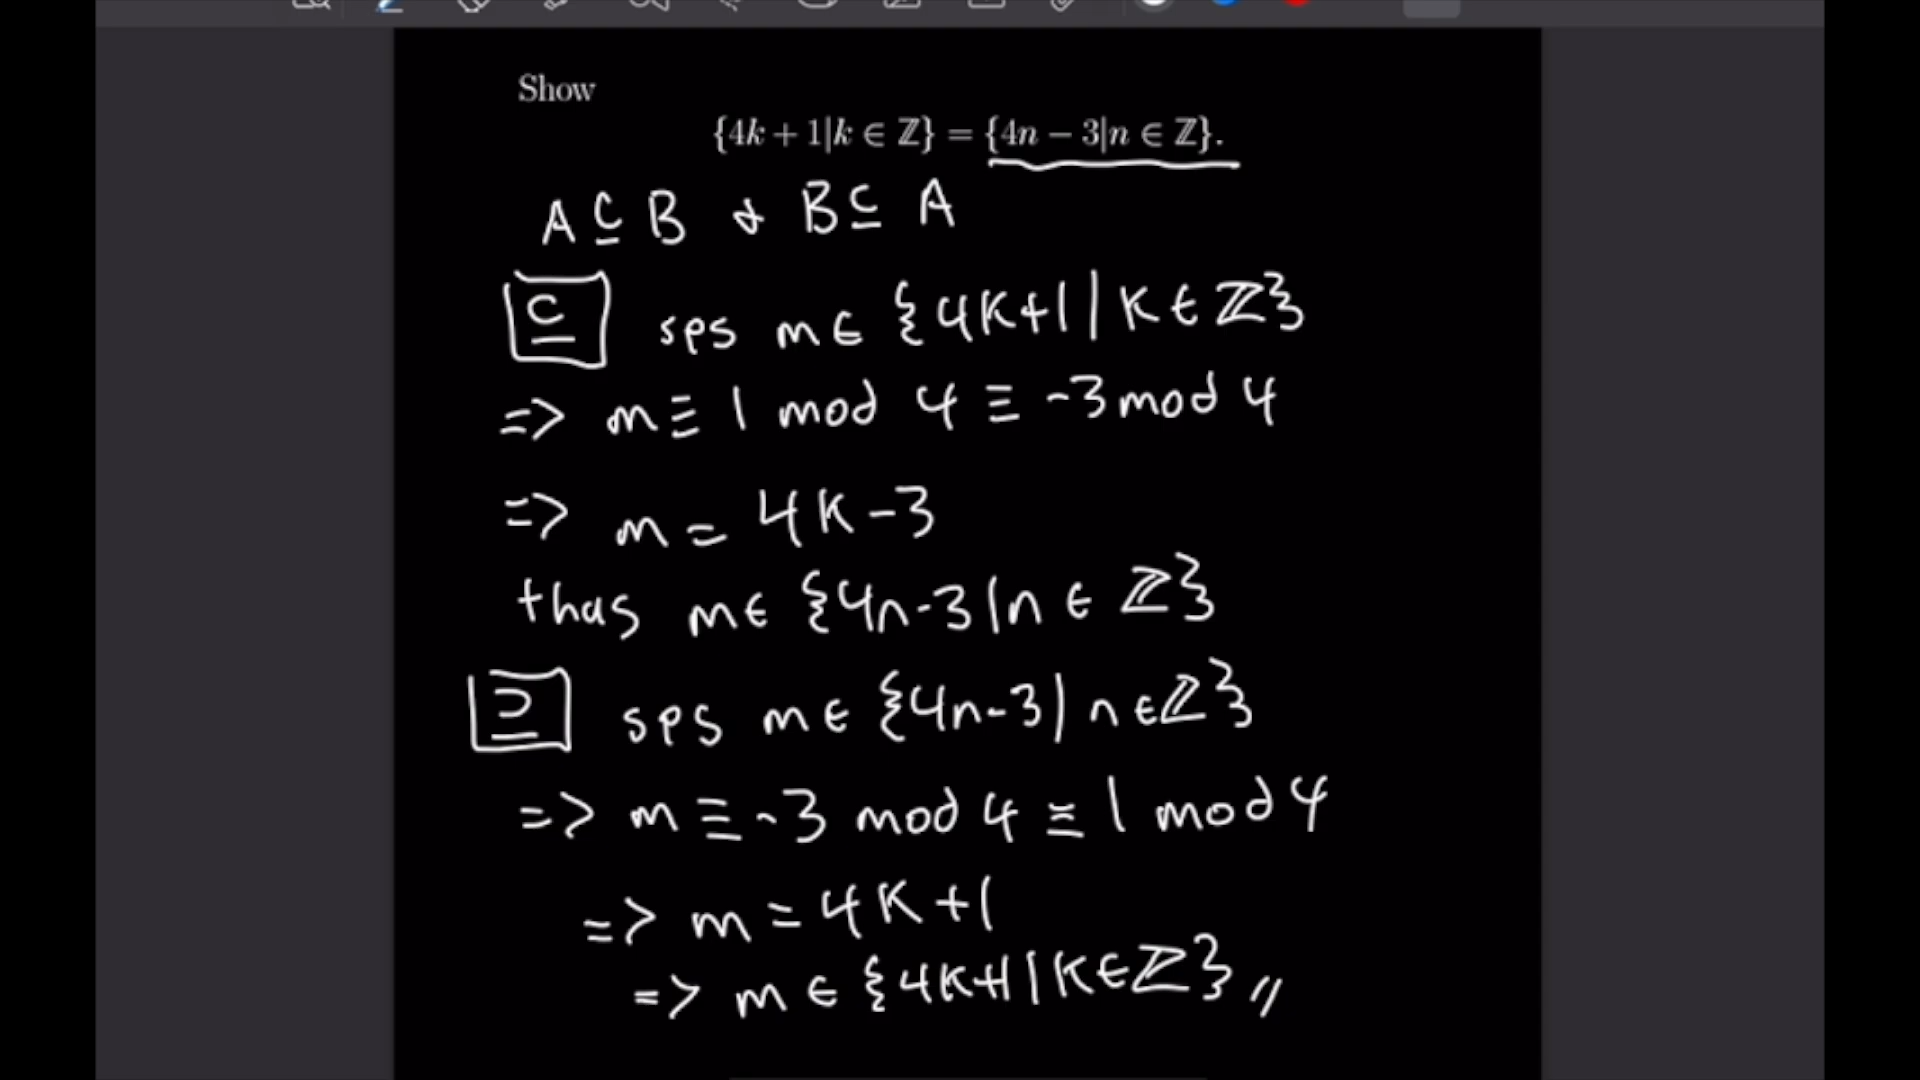 Show
{4k + 1|k ∈ ℤ} = {4n − 3|n ∈ ℤ}.
A ⊆ B & B ⊆ A
⊆ sps m ∈ {4k+1 | k ∈ ℤ}
=> m ≡ 1 mod 4 ≡ -3 mod 4
=> m = 4k-3
thus m ∈ {4n-3 | n ∈ ℤ}
⊇ sps m ∈ {4n-3 | n ∈ ℤ}
=> m ≡ -3 mod 4 ≡ 1 mod 4
=> m = 4k+1
=> m ∈ {4k+1 | k ∈ ℤ} //